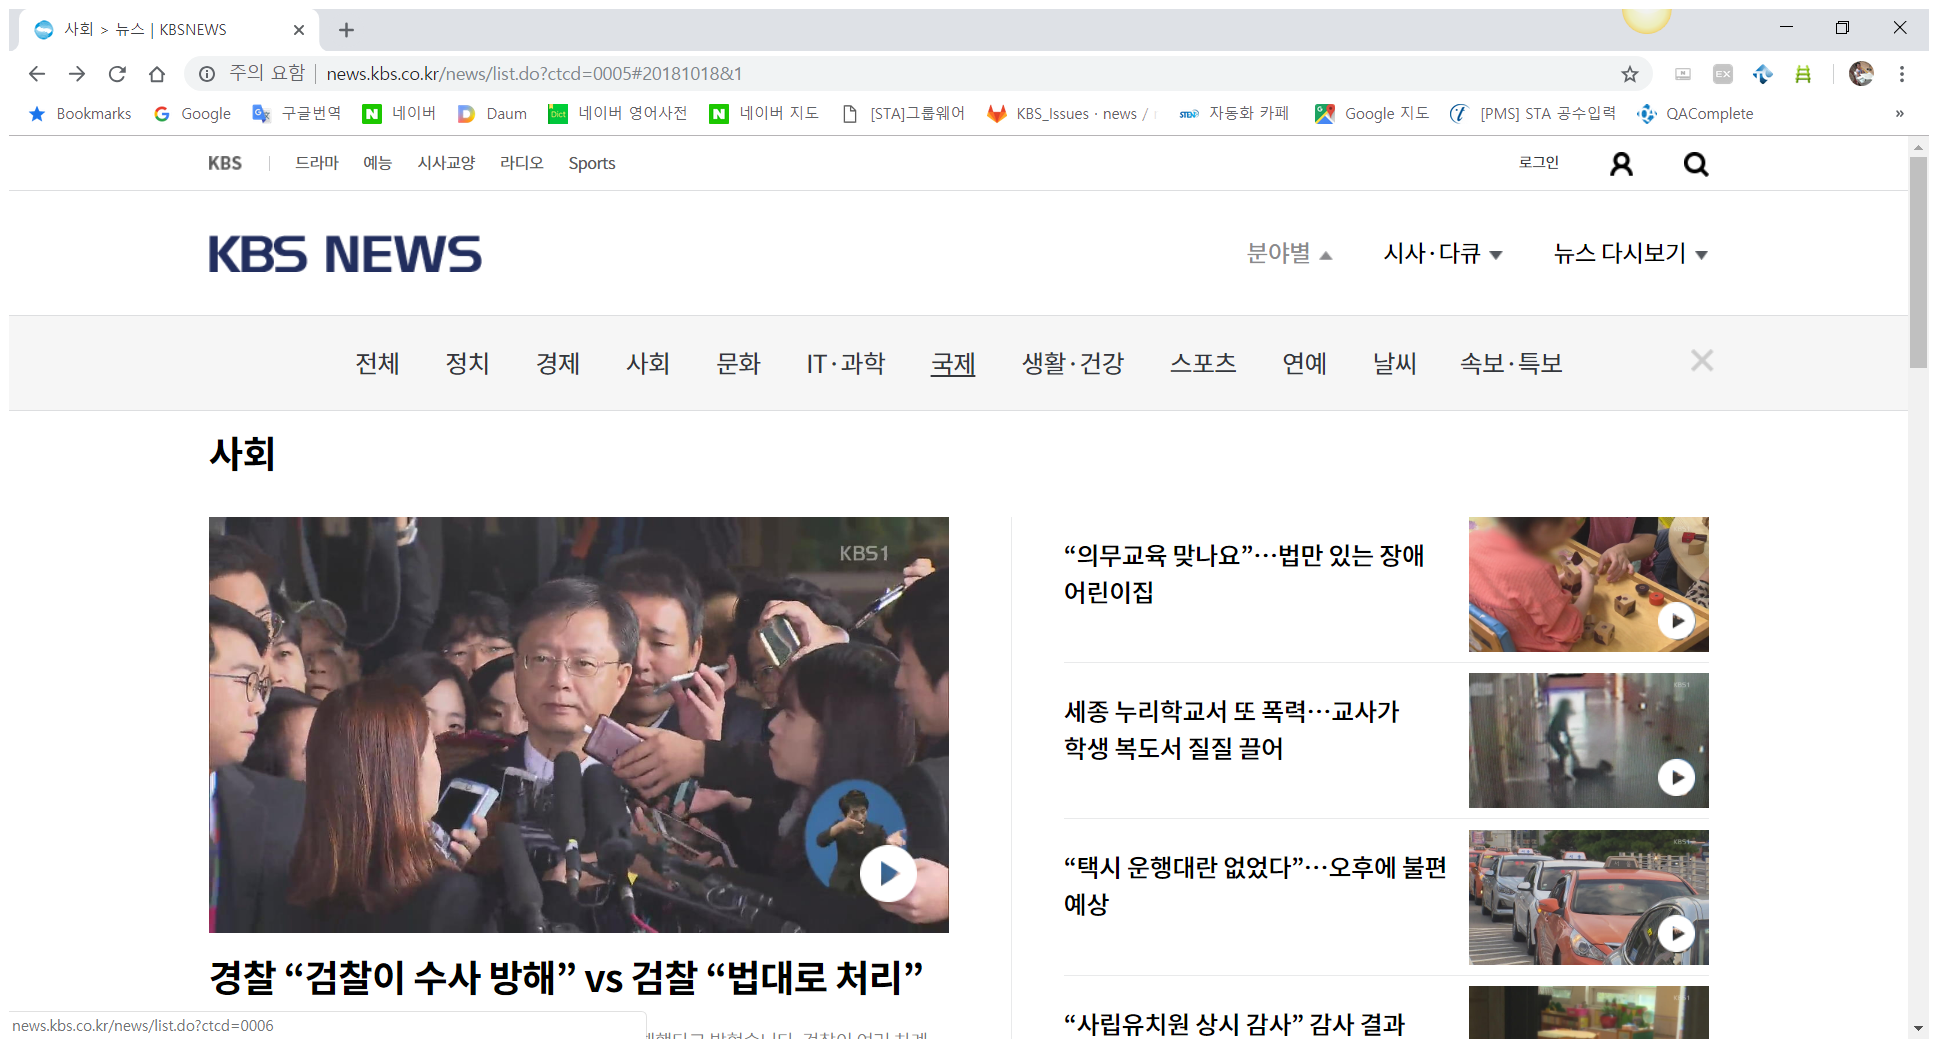 사회 > 뉴스 | KBSNEWS
주의 요함 | news.kbs.co.kr/news/list.do?ctcd=0005#20181018&1
EX
Bookmarks Google 구글번역 네이버 Daum 네이버 영어사전 네이버 지도 [STA]그룹웨어 KBS_Issues · news / 자동화 카페 Google 지도 [PMS] STA 공수입력 QAComplete »
KBS 드라마 예능 시사교양 라디오 Sports 로그인
KBS NEWS 분야별 시사·다큐 뉴스 다시보기
전체 정치 경제 사회 문화 IT·과학 국제 생활·건강 스포츠 연예 날씨 속보·특보
사회
KBS1
“의무교육 맞나요”…법만 있는 장애
어린이집
세종 누리학교서 또 폭력…교사가
학생 복도서 질질 끌어
“택시 운행대란 없었다”…오후에 불편
예상
“사립유치원 상시 감사” 감사 결과
경찰 “검찰이 수사 방해” vs 검찰 “법대로 처리”
news.kbs.co.kr/news/list.do?ctcd=0006